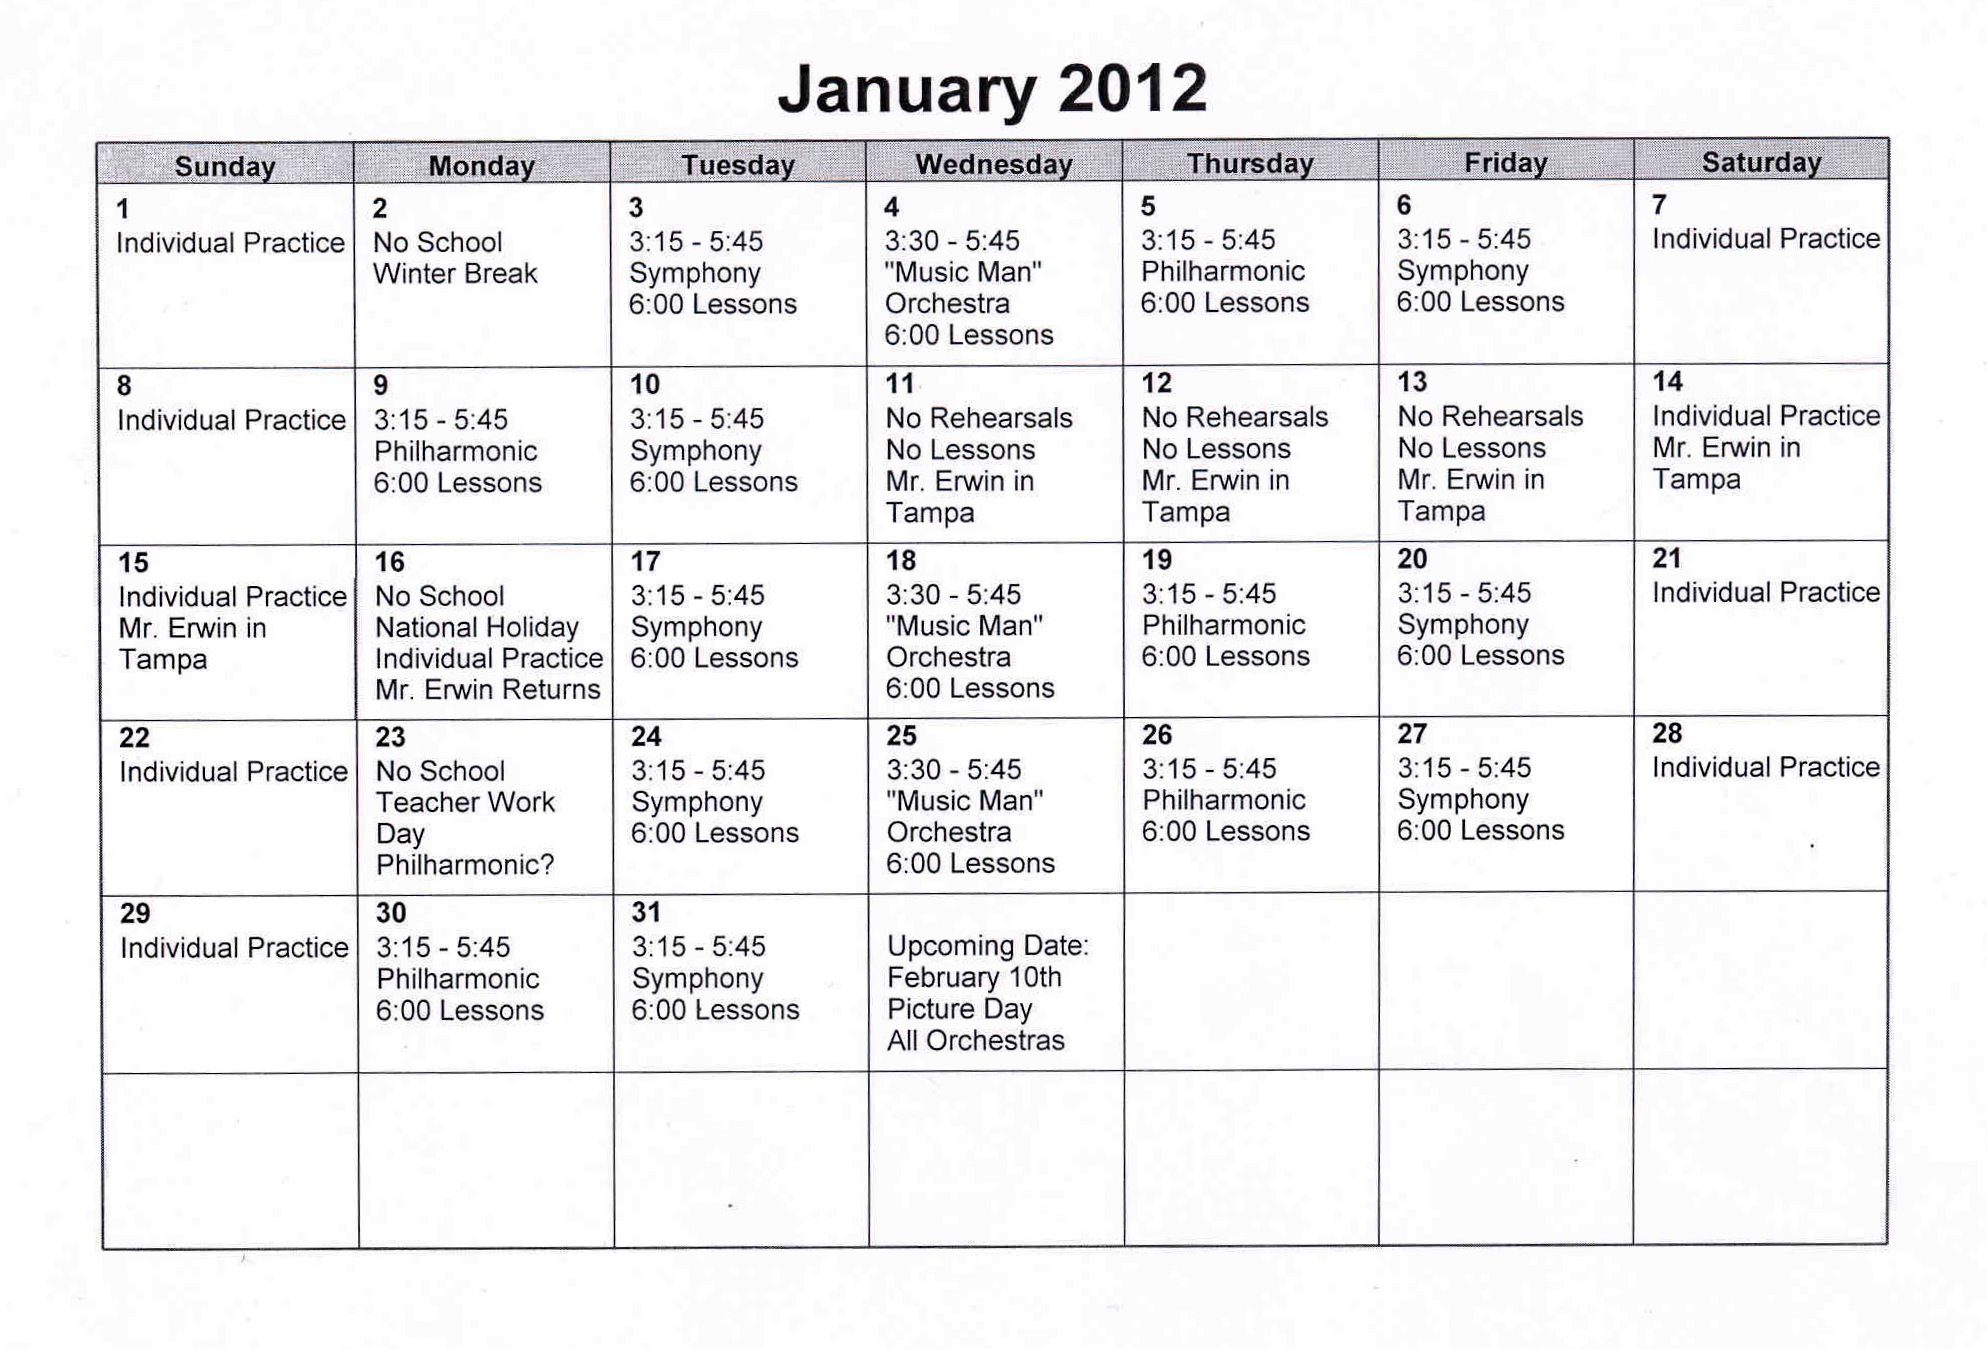 January 2012
Sunday Monday Tuesday Wednesday Thursday Friday Saturday
1
Individual Practice
2
No School
Winter Break
3
3:15 - 5:45
Symphony
6:00 Lessons
4
3:30 - 5:45
"Music Man"
Orchestra
6:00 Lessons
5
3:15 - 5:45
Philharmonic
6:00 Lessons
6
3:15 - 5:45
Symphony
6:00 Lessons
7
Individual Practice
8
Individual Practice
9
3:15 - 5:45
Philharmonic
6:00 Lessons
10
3:15 - 5:45
Symphony
6:00 Lessons
11
No Rehearsals
No Lessons
Mr. Erwin in
Tampa
12
No Rehearsals
No Lessons
Mr. Erwin in
Tampa
13
No Rehearsals
No Lessons
Mr. Erwin in
Tampa
14
Individual Practice
Mr. Erwin in
Tampa
15
Individual Practice
Mr. Erwin in
Tampa
16
No School
National Holiday
Individual Practice
Mr. Erwin Returns
17
3:15 - 5:45
Symphony
6:00 Lessons
18
3:30 - 5:45
"Music Man"
Orchestra
6:00 Lessons
19
3:15 - 5:45
Philharmonic
6:00 Lessons
20
3:15 - 5:45
Symphony
6:00 Lessons
21
Individual Practice
22
Individual Practice
23
No School
Teacher Work
Day
Philharmonic?
24
3:15 - 5:45
Symphony
6:00 Lessons
25
3:30 - 5:45
"Music Man"
Orchestra
6:00 Lessons
26
3:15 - 5:45
Philharmonic
6:00 Lessons
27
3:15 - 5:45
Symphony
6:00 Lessons
28
Individual Practice
29
Individual Practice
30
3:15 - 5:45
Philharmonic
6:00 Lessons
31
3:15 - 5:45
Symphony
6:00 Lessons
Upcoming Date:
February 10th
Picture Day
All Orchestras